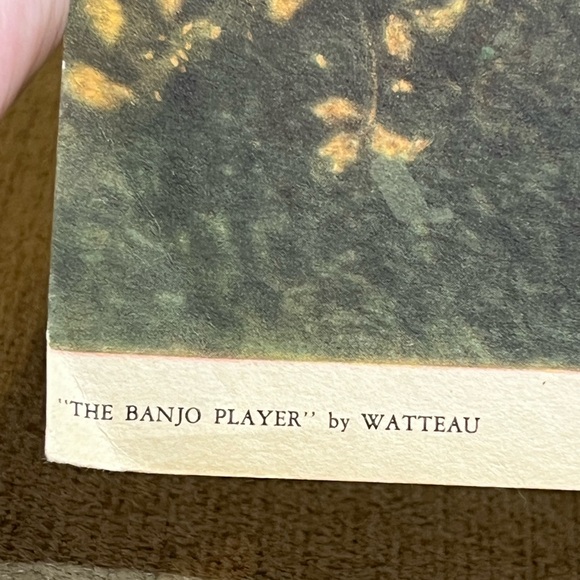 "THE BANJO PLAYER" by WATTEAU